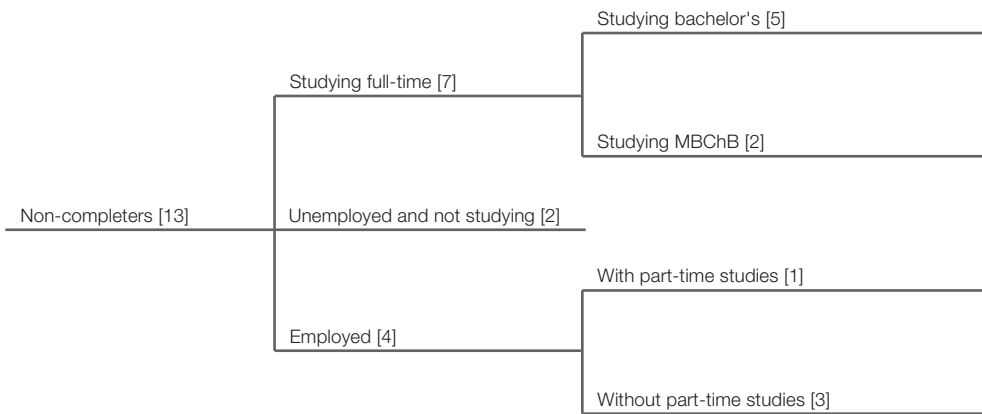 Studying bachelor's [5]
Studying full-time [7]
Studying MBChB [2]
Non-completers [13]
Unemployed and not studying [2]
With part-time studies [1]
Employed [4]
Without part-time studies [3]